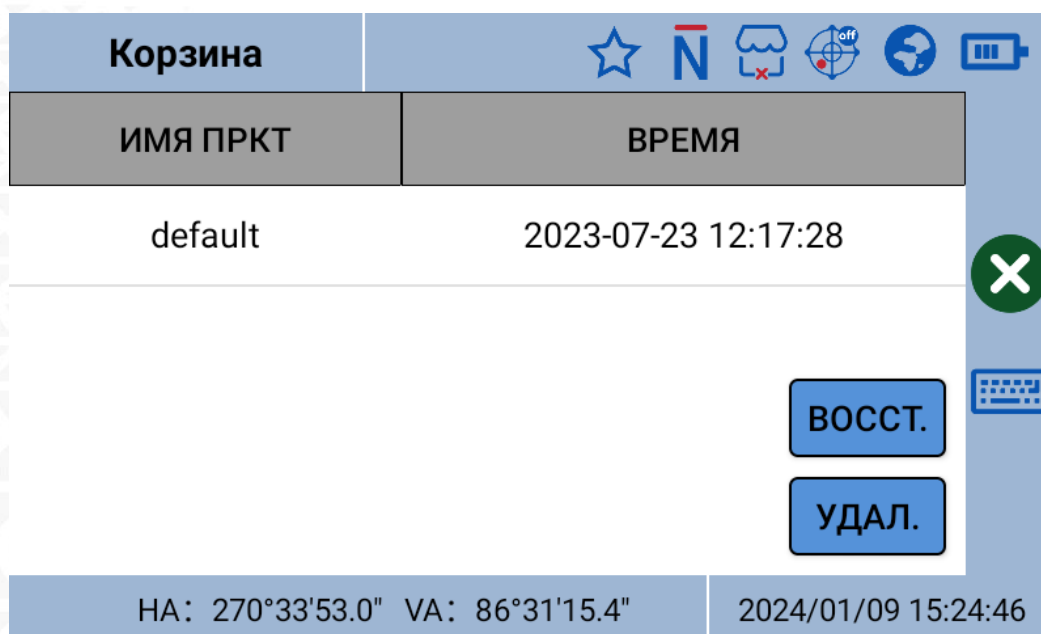 Корзина N off
ИМЯ ПРКТ ВРЕМЯ
default 2023-07-23 12:17:28
ВОССТ.
УДАЛ.
HA: 270°33'53.0" VA: 86°31'15.4" 2024/01/09 15:24:46